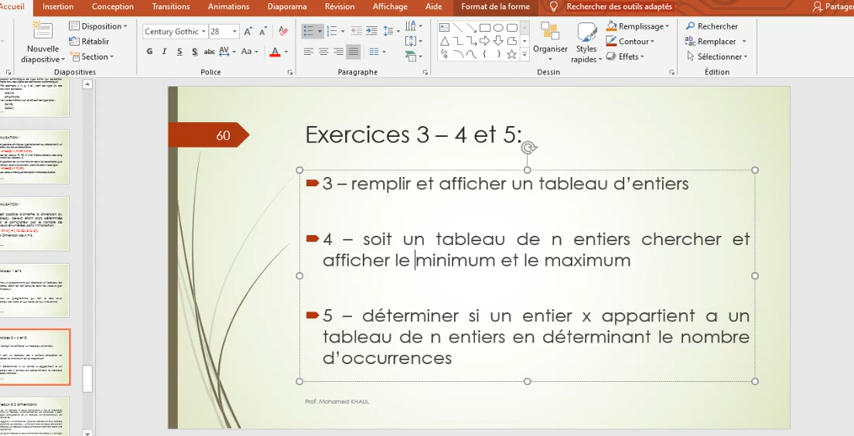 Accueil Insertion Conception Transitions Animations Diaporama Révision Affichage Aide Format de la forme Rechercher des outils adaptés Partager
Nouvelle diapositive
Disposition
Rétablir
Section
Diapositives
Century Gothic 28
G I S S abc AV Aa A
Police
Paragraphe
Organiser
Styles rapides
Remplissage
Contour
Effets
Dessin
Rechercher
Remplacer
Sélectionner
Édition
60
Exercices 3 – 4 et 5:
3 – remplir et afficher un tableau d'entiers
4 – soit un tableau de n entiers chercher et
afficher le minimum et le maximum
5 – déterminer si un entier x appartient a un
tableau de n entiers en déterminant le nombre
d'occurrences
Prof. Mohamed KHALIL